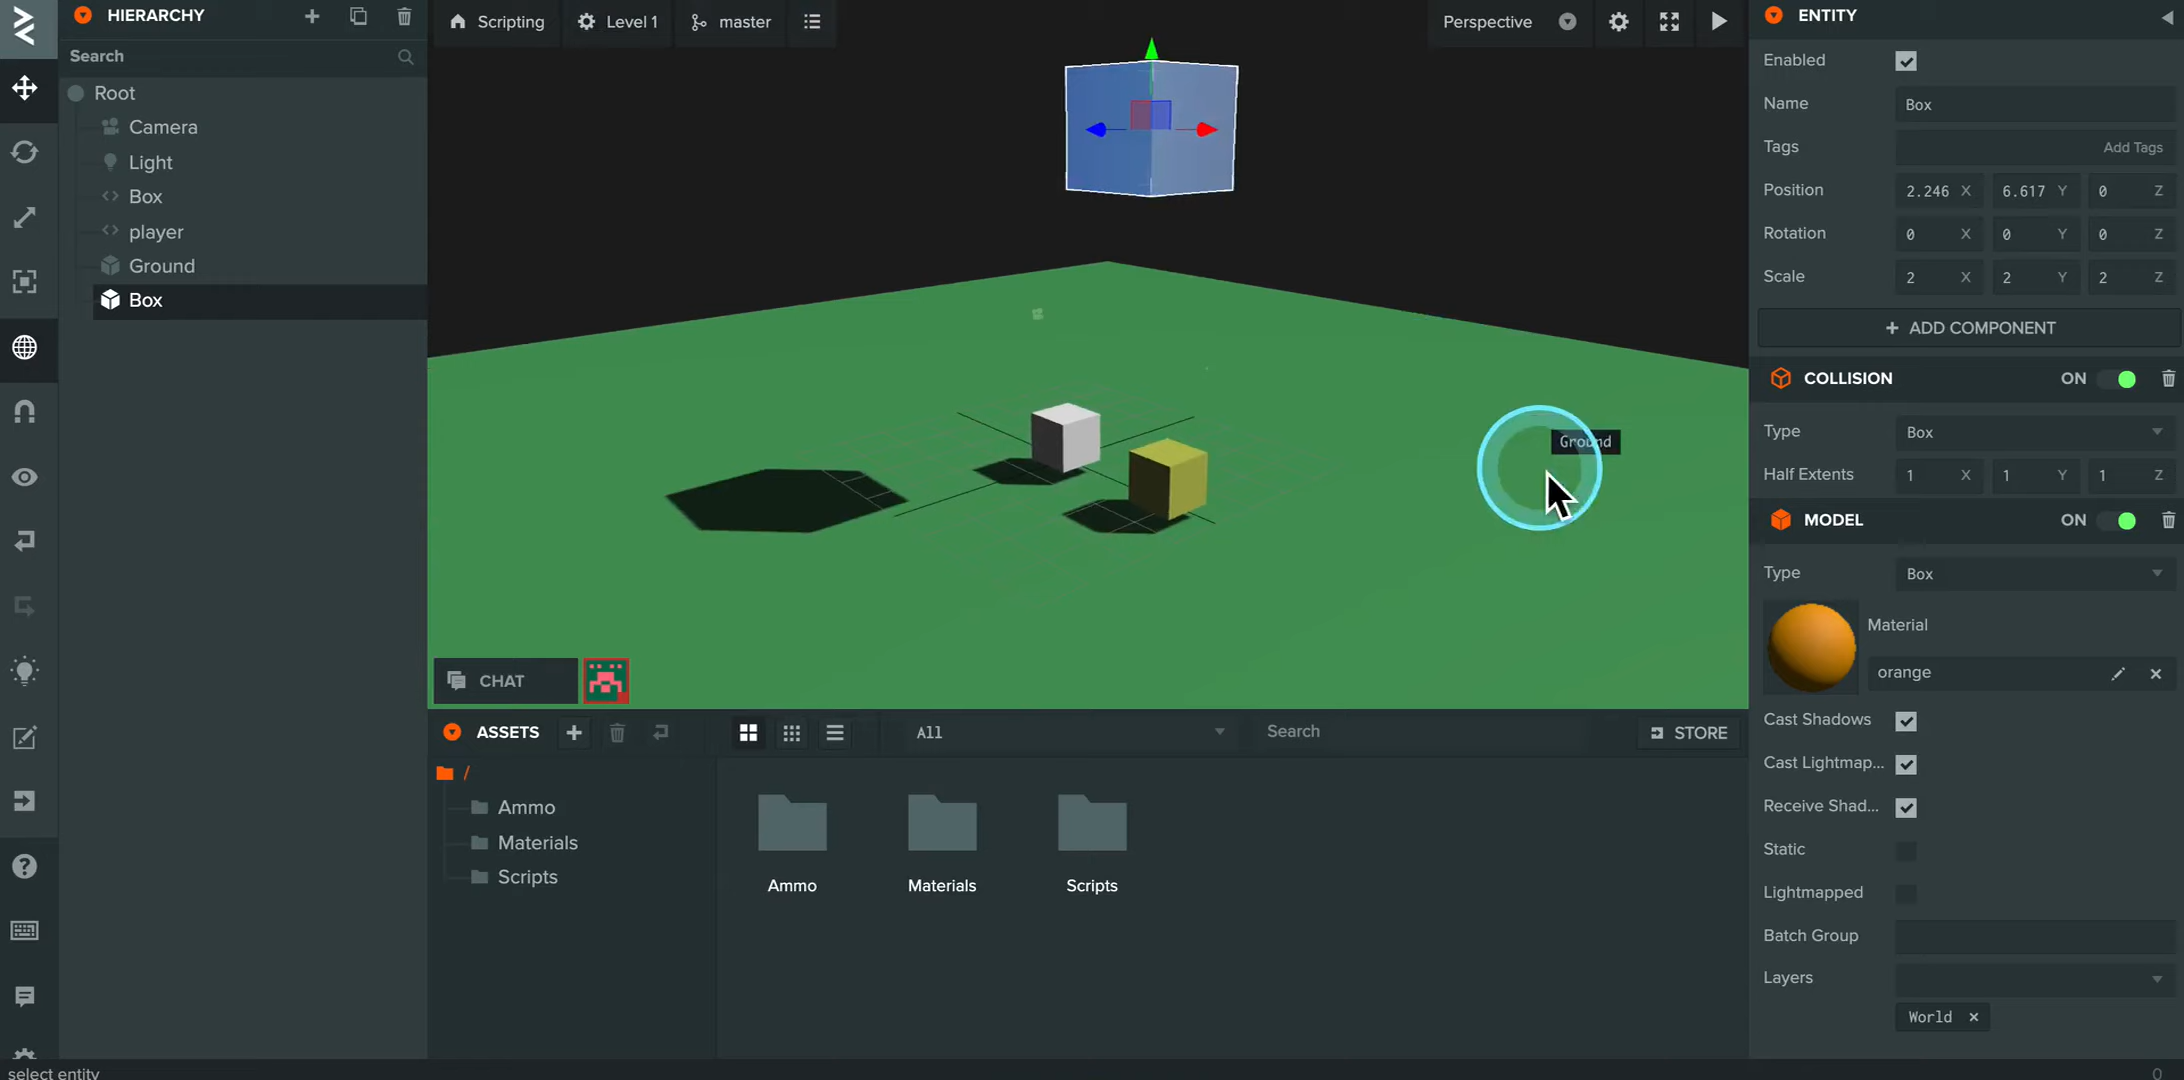 HIERARCHY
Search
Root
Camera
Light
Box
player
Ground
Box
Scripting
Level 1
master
Perspective
Ground
CHAT
ASSETS
All
Search
STORE
/
Ammo
Materials
Scripts
Ammo
Materials
Scripts
ENTITY
Enabled
Name Box
Tags Add Tags
Position 2.246 X 6.617 Y 0 Z
Rotation 0 X 0 Y 0 Z
Scale 2 X 2 Y 2 Z
+ ADD COMPONENT
COLLISION ON
Type Box
Half Extents 1 X 1 Y 1 Z
MODEL ON
Type Box
Material
orange
Cast Shadows
Cast Lightmap...
Receive Shad...
Static
Lightmapped
Batch Group
Layers
World ×
select entity
0